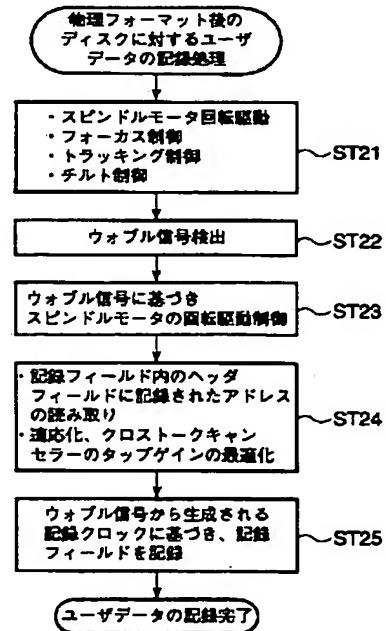 物理フォーマット後の
ディスクに対するユーザ
データの記録処理
・スピンドルモータ回転駆動
・フォーカス制御
・トラッキング制御
・チルト制御
ST21
ウォブル信号検出
ST22
ウォブル信号に基づき
スピンドルモータの回転駆動制御
ST23
・記録フィールド内のヘッダ
フィールドに記録されたアドレス
の読み取り
・適応化、クロストークキャン
セラーのタップゲインの最適化
ST24
ウォブル信号から生成される
記録クロックに基づき、記録
フィールドを記録
ST25
ユーザデータの記録完了